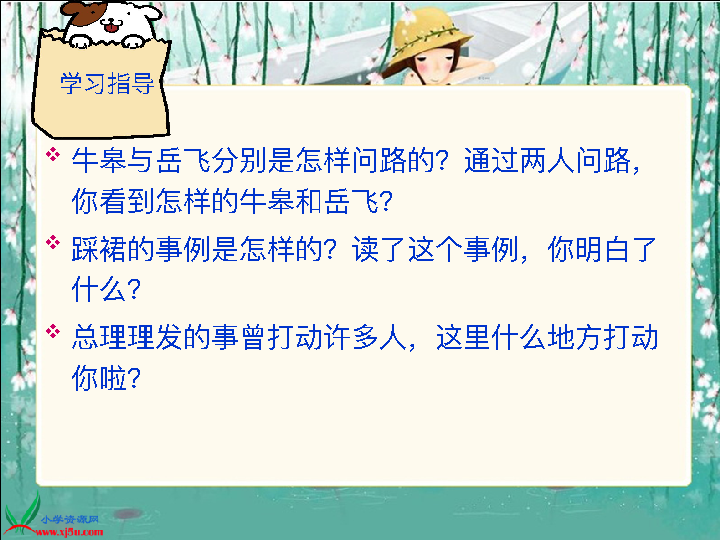 学习指导
牛皋与岳飞分别是怎样问路的？通过两人问路，
你看到怎样的牛皋和岳飞？
踩裙的事例是怎样的？读了这个事例，你明白了
什么？
总理理发的事曾打动许多人，这里什么地方打动
你啦？
小学资源网
www.xj5u.com